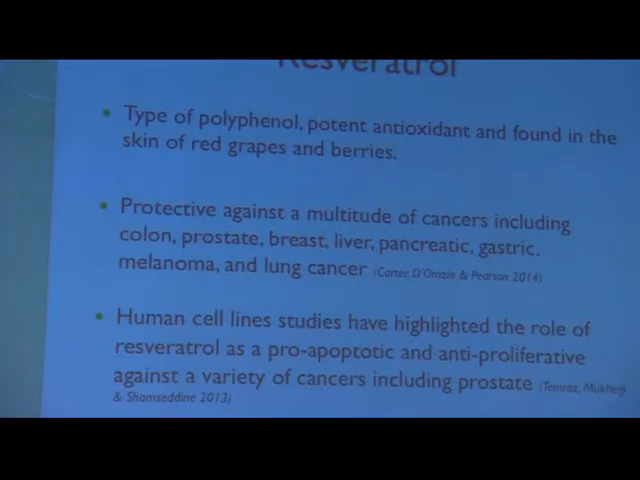 Resveratrol
• Type of polyphenol, potent antioxidant and found in the
skin of red grapes and berries.
• Protective against a multitude of cancers including
colon, prostate, breast, liver, pancreatic, gastric,
melanoma, and lung cancer (Carter, D'Orazio & Pearson 2014)
• Human cell lines studies have highlighted the role of
resveratrol as a pro-apoptotic and anti-proliferative
against a variety of cancers including prostate (Temraz, Mukherji
& Shamseddine 2013)